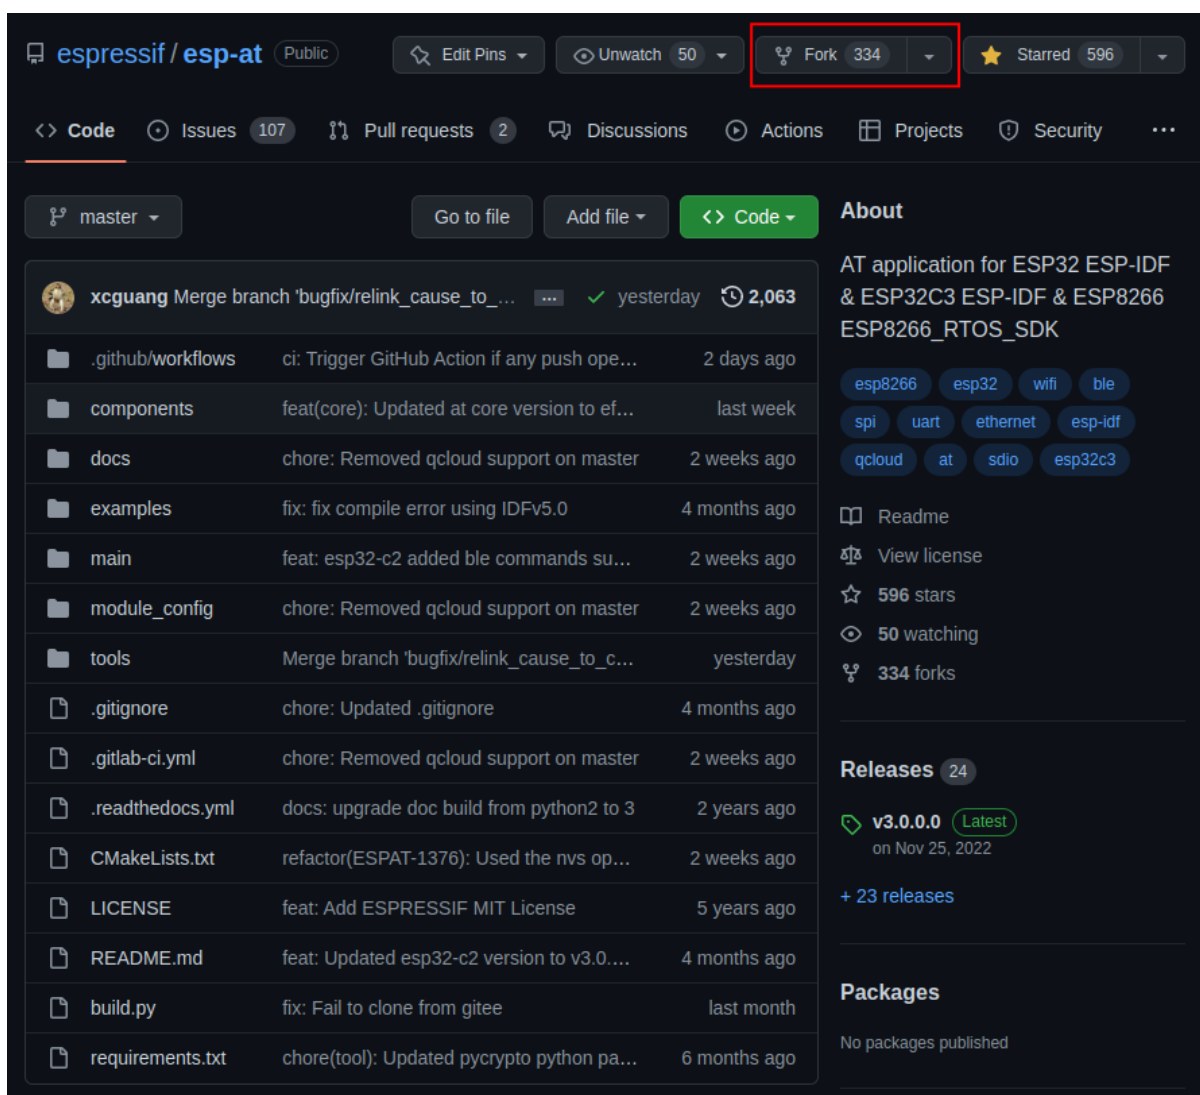 espressif / esp-at Public Edit Pins Unwatch 50 Fork 334 Starred 596
Code Issues 107 Pull requests 2 Discussions Actions Projects Security ...
master Go to file Add file Code
xcguang Merge branch 'bugfix/relink_cause_to_... ... yesterday 2,063
.github/workflows ci: Trigger GitHub Action if any push ope... 2 days ago
components feat(core): Updated at core version to ef... last week
docs chore: Removed qcloud support on master 2 weeks ago
examples fix: fix compile error using IDFv5.0 4 months ago
main feat: esp32-c2 added ble commands su... 2 weeks ago
module_config chore: Removed qcloud support on master 2 weeks ago
tools Merge branch 'bugfix/relink_cause_to_c... yesterday
.gitignore chore: Updated .gitignore 4 months ago
.gitlab-ci.yml chore: Removed qcloud support on master 2 weeks ago
.readthedocs.yml docs: upgrade doc build from python2 to 3 2 years ago
CMakeLists.txt refactor(ESPAT-1376): Used the nvs op... 2 weeks ago
LICENSE feat: Add ESPRESSIF MIT License 5 years ago
README.md feat: Updated esp32-c2 version to v3.0.... 4 months ago
build.py fix: Fail to clone from gitee last month
requirements.txt chore(tool): Updated pycrypto python pa... 6 months ago
About
AT application for ESP32 ESP-IDF
& ESP32C3 ESP-IDF & ESP8266
ESP8266_RTOS_SDK
esp8266 esp32 wifi ble
spi uart ethernet esp-idf
qcloud at sdio esp32c3
Readme
View license
596 stars
50 watching
334 forks
Releases 24
v3.0.0.0 Latest
on Nov 25, 2022
+ 23 releases
Packages
No packages published